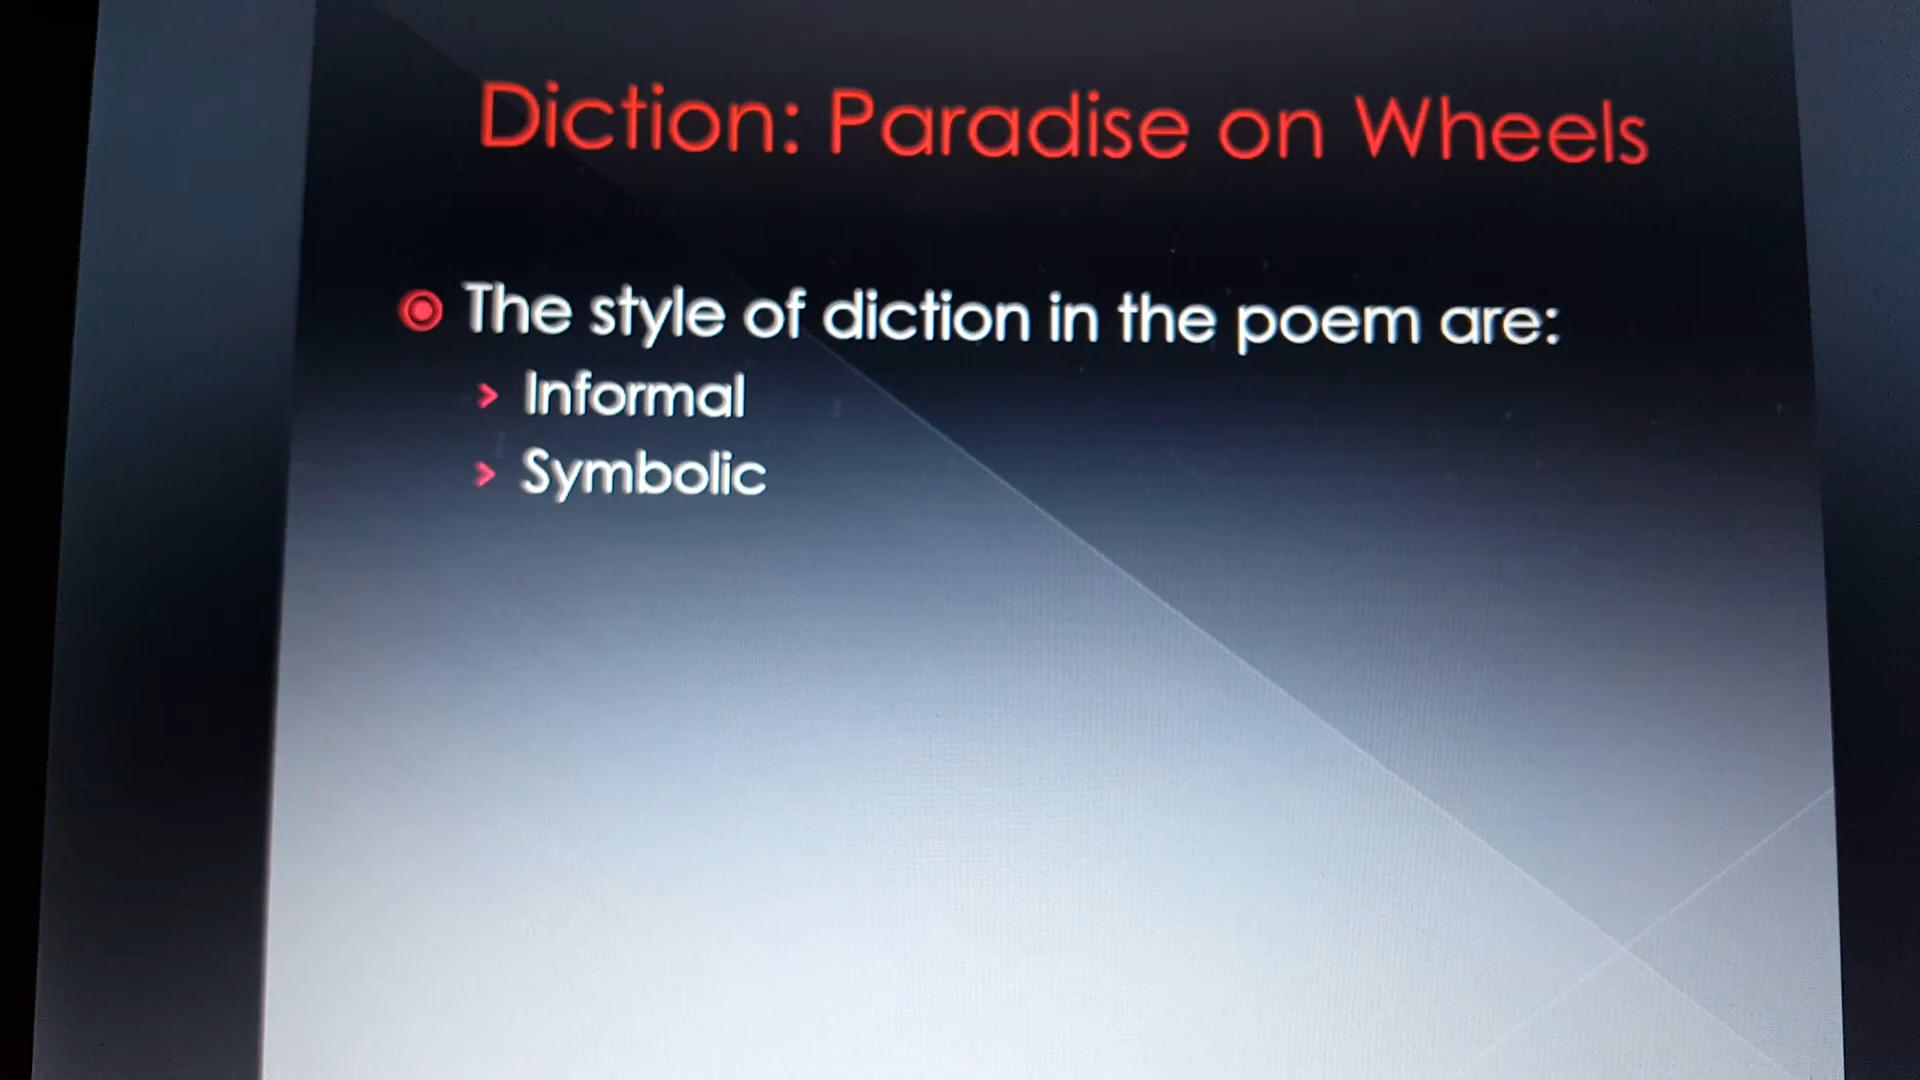 Diction: Paradise on Wheels
The style of diction in the poem are:
Informal
Symbolic